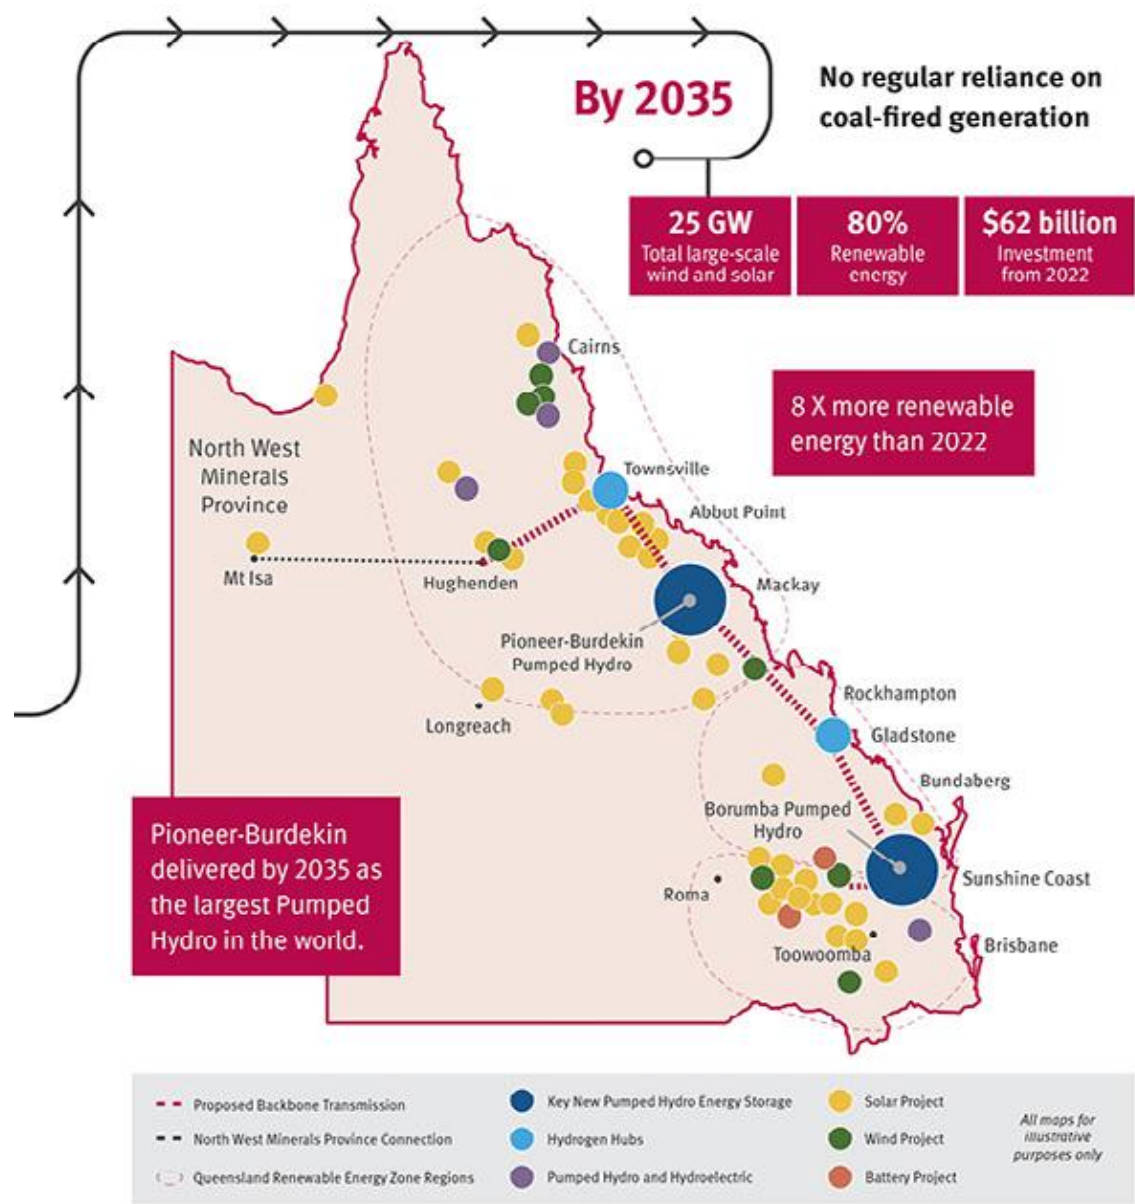 By 2035
No regular reliance on
coal-fired generation
25 GW
Total large-scale
wind and solar
80%
Renewable
energy
$62 billion
Investment
from 2022
8 X more renewable
energy than 2022
Cairns
North West
Minerals
Province
Townsville
Abbot Point
Mt Isa
Hughenden
Mackay
Pioneer-Burdekin
Pumped Hydro
Longreach
Rockhampton
Gladstone
Bundaberg
Borumba Pumped
Hydro
Roma
Sunshine Coast
Toowoomba
Brisbane
Pioneer-Burdekin
delivered by 2035 as
the largest Pumped
Hydro in the world.
Proposed Backbone Transmission
North West Minerals Province Connection
Queensland Renewable Energy Zone Regions
Key New Pumped Hydro Energy Storage
Hydrogen Hubs
Pumped Hydro and Hydroelectric
Solar Project
Wind Project
Battery Project
All maps for
illustrative
purposes only